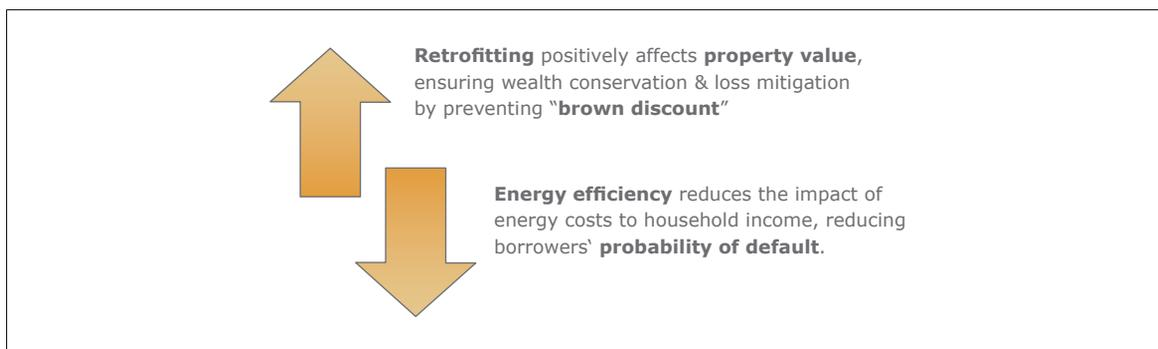 Retrofitting positively affects property value,
ensuring wealth conservation & loss mitigation
by preventing “brown discount”
Energy efficiency reduces the impact of
energy costs to household income, reducing
borrowers‘ probability of default.